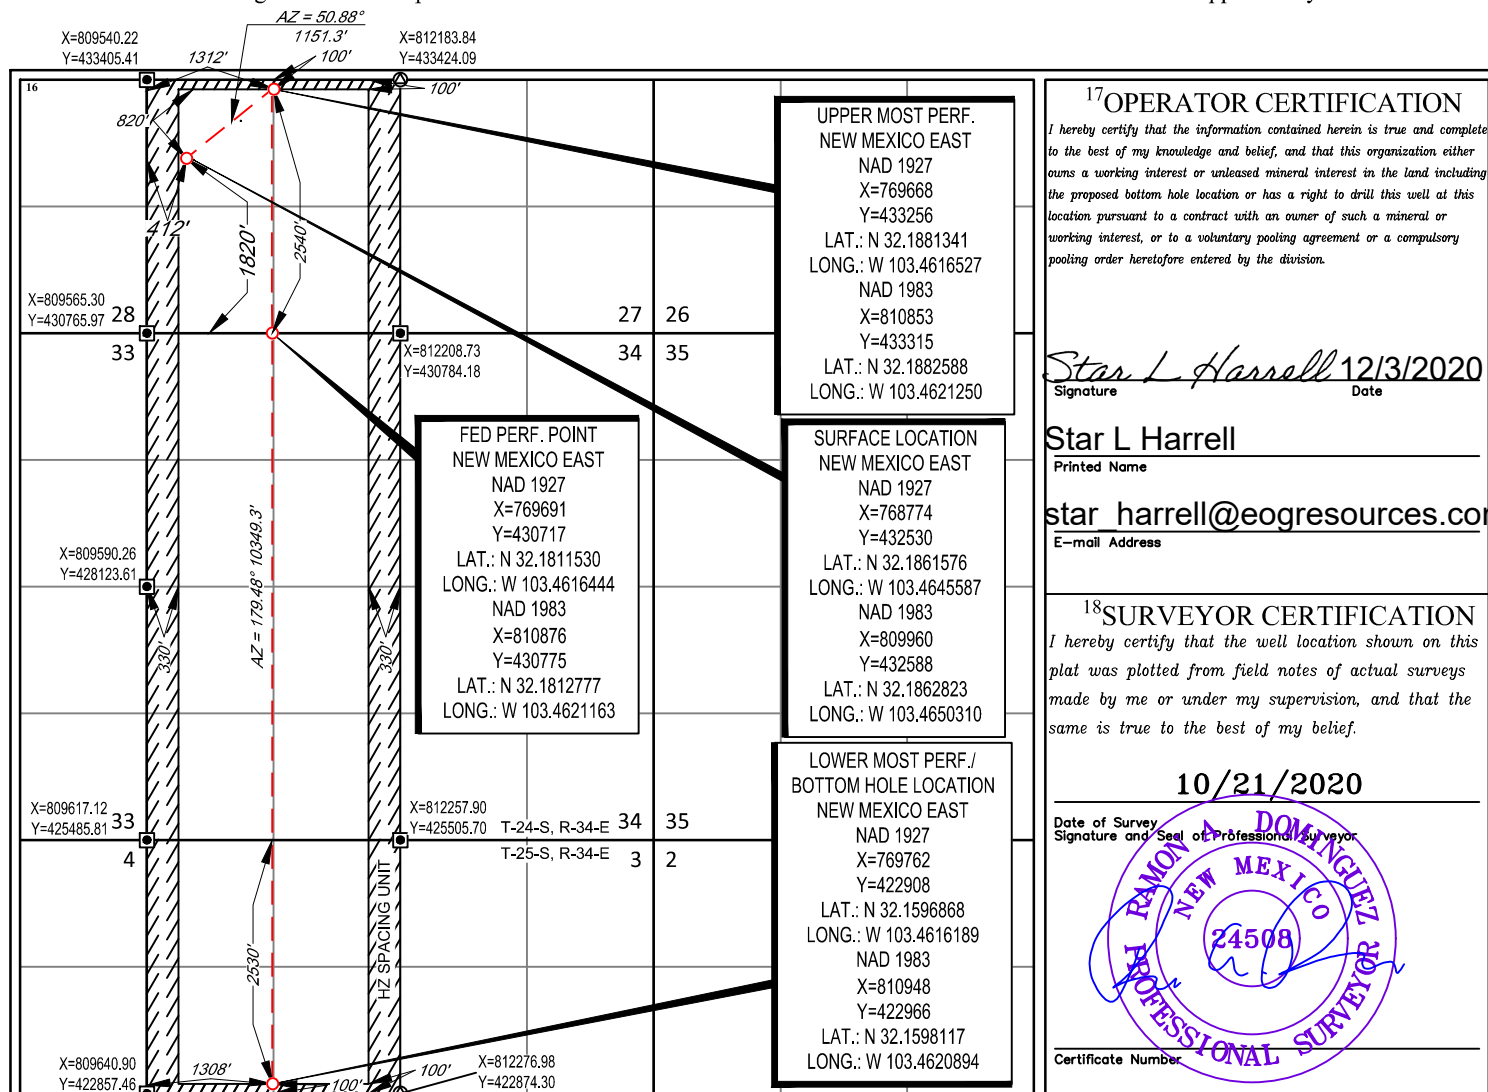 AZ = 50.88°
1151.3'
100'
X=809540.22
Y=433405.41
1312'
X=812183.84
Y=433424.09
100'
16
820'
412'
1820'
2540'
X=809565.30
Y=430765.97
28
33
27
26
34
35
X=812208.73
Y=430784.18
UPPER MOST PERF.
NEW MEXICO EAST
NAD 1927
X=769668
Y=433256
LAT.: N 32.1881341
LONG.: W 103.4616527
NAD 1983
X=810853
Y=433315
LAT.: N 32.1882588
LONG.: W 103.4621250
FED PERF. POINT
NEW MEXICO EAST
NAD 1927
X=769691
Y=430717
LAT.: N 32.1811530
LONG.: W 103.4616444
NAD 1983
X=810876
Y=430775
LAT.: N 32.1812777
LONG.: W 103.4621163
SURFACE LOCATION
NEW MEXICO EAST
NAD 1927
X=768774
Y=432530
LAT.: N 32.1861576
LONG.: W 103.4645587
NAD 1983
X=809960
Y=432588
LAT.: N 32.1862823
LONG.: W 103.4650310
X=809590.26
Y=428123.61
AZ = 179.48° 10349.3'
330'
330'
X=809617.12
Y=425485.81
33
4
X=812257.90
Y=425505.70
T-24-S, R-34-E
T-25-S, R-34-E
34
35
3
2
LOWER MOST PERF./
BOTTOM HOLE LOCATION
NEW MEXICO EAST
NAD 1927
X=769762
Y=422908
LAT.: N 32.1596868
LONG.: W 103.4616189
NAD 1983
X=810948
Y=422966
LAT.: N 32.1598117
LONG.: W 103.4620894
2530'
HZ SPACING UNIT
X=809640.90
Y=422857.46
1308'
100'
100'
X=812276.98
Y=422874.30
17OPERATOR CERTIFICATION
I hereby certify that the information contained herein is true and complete
to the best of my knowledge and belief, and that this organization either
owns a working interest or unleased mineral interest in the land including
the proposed bottom hole location or has a right to drill this well at this
location pursuant to a contract with an owner of such a mineral or
working interest, or to a voluntary pooling agreement or a compulsory
pooling order heretofore entered by the division.
Star L Harrell 12/3/2020
Signature Date
Star L Harrell
Printed Name
star_harrell@eogresources.co
E-mail Address
18SURVEYOR CERTIFICATION
I hereby certify that the well location shown on this
plat was plotted from field notes of actual surveys
made by me or under my supervision, and that the
same is true to the best of my belief.
10/21/2020
Date of Survey
Signature and Seal of Professional Surveyor
RAMON A. DOMINGUEZ
NEW MEXICO
24508
PROFESSIONAL SURVEYOR
Certificate Number